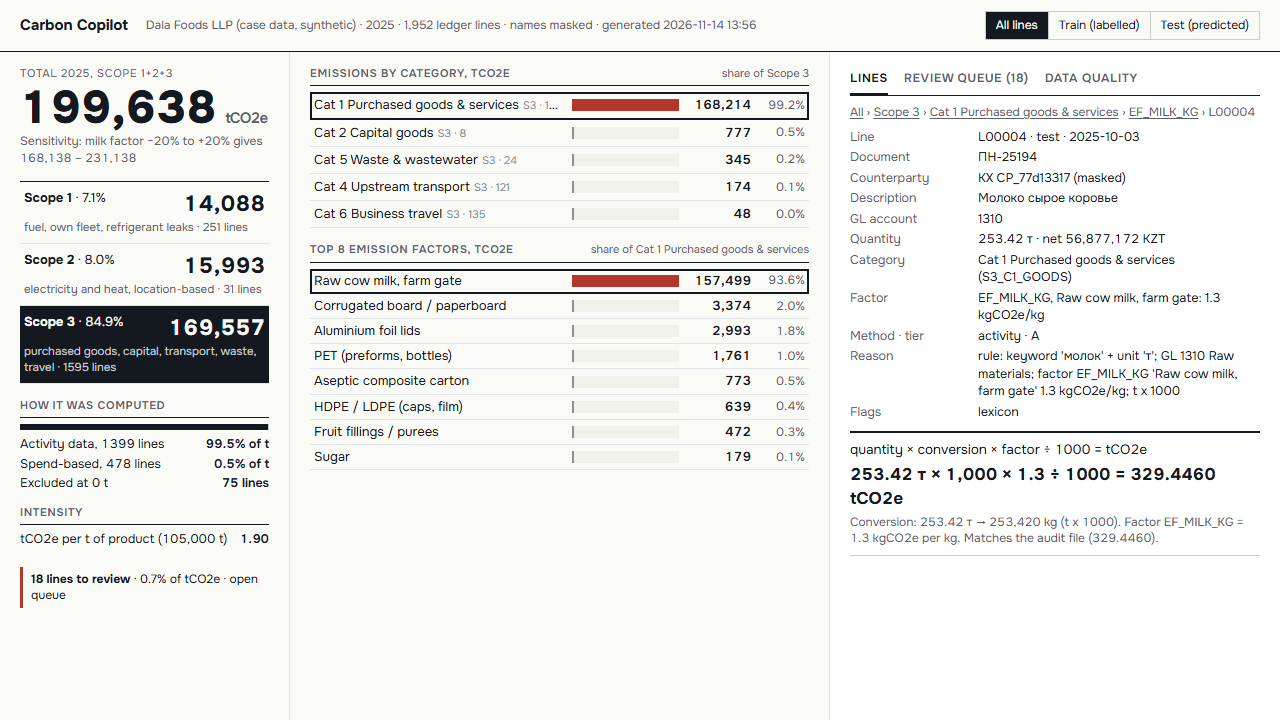 Carbon Copilot
Dala Foods LLP (case data, synthetic) · 2025 · 1,952 ledger lines · names masked · generated 2026-11-14 13:56
All lines
Train (labelled)
Test (predicted)
TOTAL 2025, SCOPE 1+2+3
199,638 tCO2e
Sensitivity: milk factor −20% to +20% gives
168,138 – 231,138
Scope 1 · 7.1% 14,088
fuel, own fleet, refrigerant leaks · 251 lines
Scope 2 · 8.0% 15,993
electricity and heat, location-based · 31 lines
Scope 3 · 84.9% 169,557
purchased goods, capital, transport, waste,
travel · 1595 lines
HOW IT WAS COMPUTED
Activity data, 1399 lines 99.5% of t
Spend-based, 478 lines 0.5% of t
Excluded at 0 t 75 lines
INTENSITY
tCO2e per t of product (105,000 t) 1.90
18 lines to review · 0.7% of tCO2e · open
queue
EMISSIONS BY CATEGORY, TCO2E share of Scope 3
Cat 1 Purchased goods & services S3 · 1... 168,214 99.2%
Cat 2 Capital goods S3 · 8 777 0.5%
Cat 5 Waste & wastewater S3 · 24 345 0.2%
Cat 4 Upstream transport S3 · 121 174 0.1%
Cat 6 Business travel S3 · 135 48 0.0%
TOP 8 EMISSION FACTORS, TCO2E share of Cat 1 Purchased goods & services
Raw cow milk, farm gate 157,499 93.6%
Corrugated board / paperboard 3,374 2.0%
Aluminium foil lids 2,993 1.8%
PET (preforms, bottles) 1,761 1.0%
Aseptic composite carton 773 0.5%
HDPE / LDPE (caps, film) 639 0.4%
Fruit fillings / purees 472 0.3%
Sugar 179 0.1%
LINES REVIEW QUEUE (18) DATA QUALITY
All › Scope 3 › Cat 1 Purchased goods & services › EF_MILK_KG › L00004
Line L00004 · test · 2025-10-03
Document ПН-25194
Counterparty КХ CP_77d13317 (masked)
Description Молоко сырое коровье
GL account 1310
Quantity 253.42 т · net 56,877,172 KZT
Category Cat 1 Purchased goods & services
(S3_C1_GOODS)
Factor EF_MILK_KG, Raw cow milk, farm gate: 1.3
kgCO2e/kg
Method · tier activity · A
Reason rule: keyword 'молок' + unit 'т'; GL 1310 Raw
materials; factor EF_MILK_KG 'Raw cow milk,
farm gate' 1.3 kgCO2e/kg; t x 1000
Flags lexicon
quantity × conversion × factor ÷ 1000 = tCO2e
253.42 т × 1,000 × 1.3 ÷ 1000 = 329.4460
tCO2e
Conversion: 253.42 т → 253,420 kg (t x 1000). Factor EF_MILK_KG =
1.3 kgCO2e per kg. Matches the audit file (329.4460).